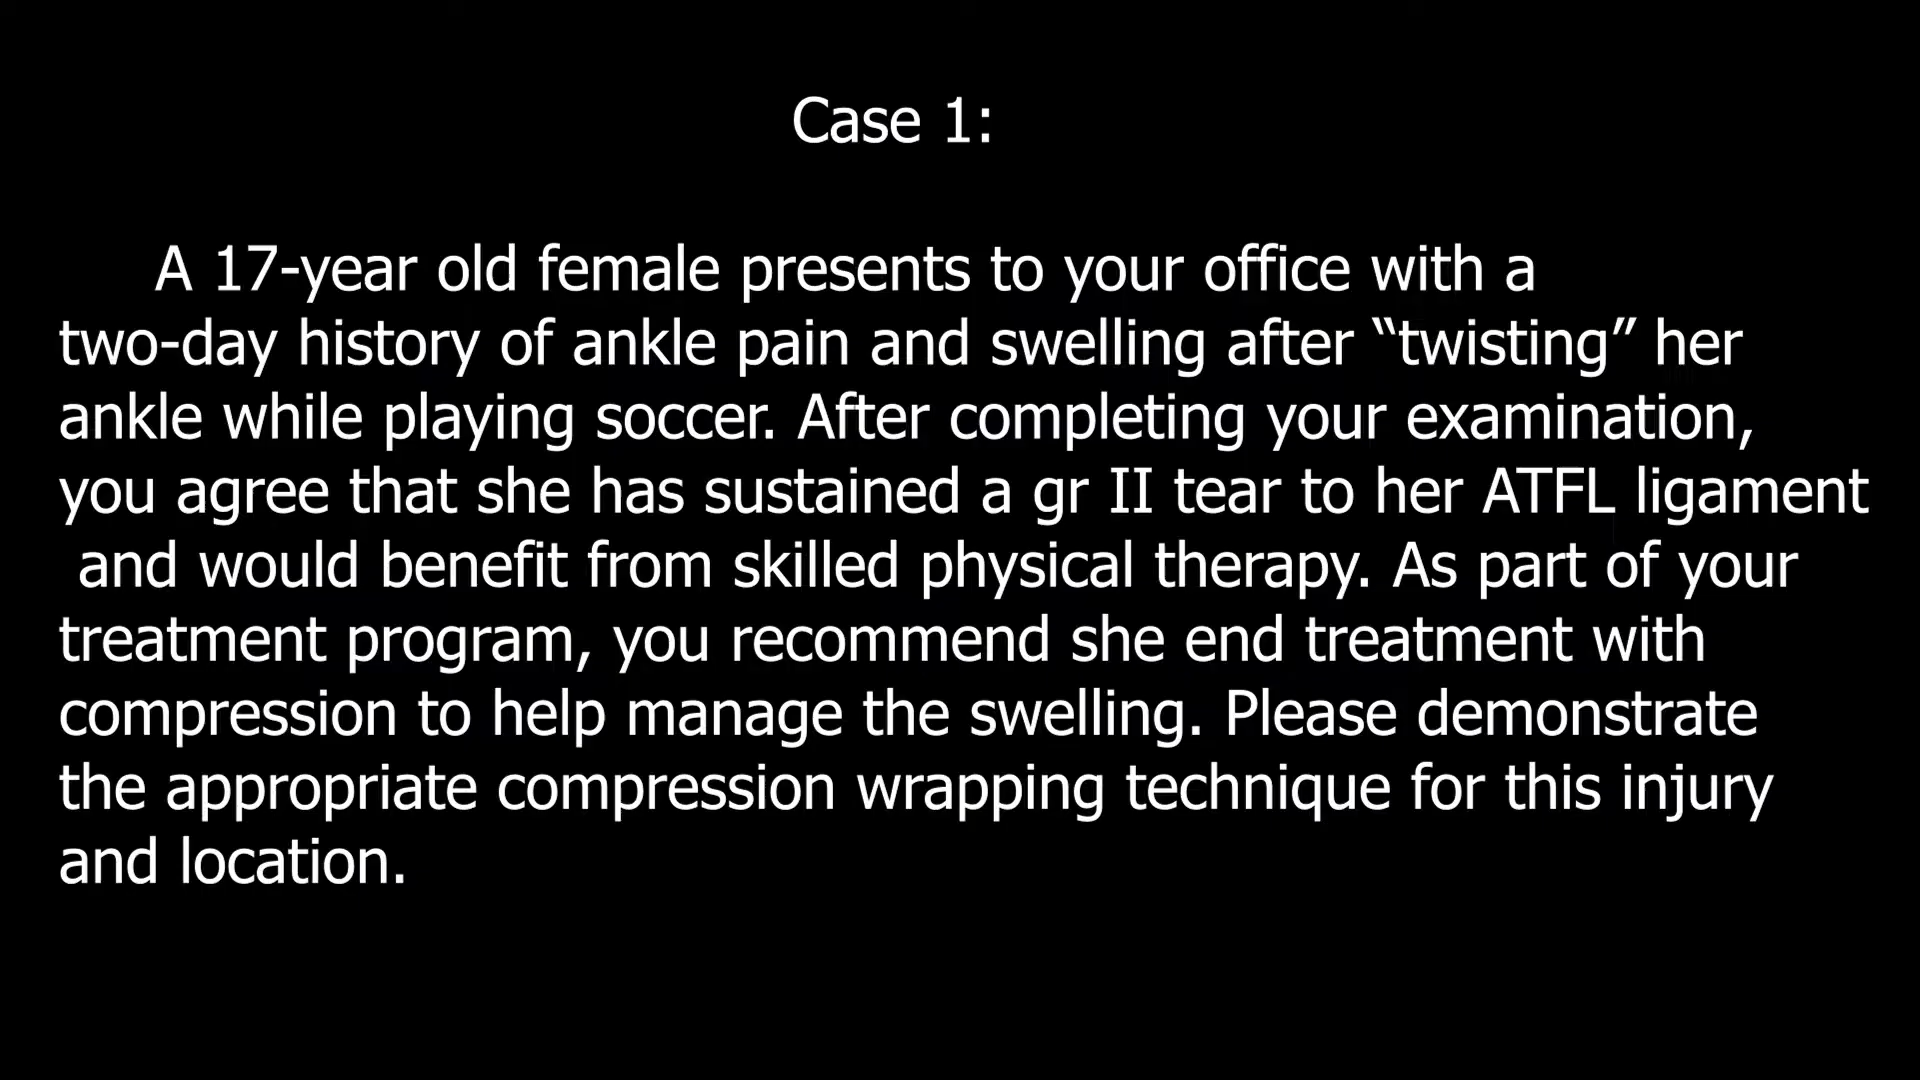 Case 1:
A 17-year old female presents to your office with a
two-day history of ankle pain and swelling after “twisting” her
ankle while playing soccer. After completing your examination,
you agree that she has sustained a gr II tear to her ATFL ligament
and would benefit from skilled physical therapy. As part of your
treatment program, you recommend she end treatment with
compression to help manage the swelling. Please demonstrate
the appropriate compression wrapping technique for this injury
and location.